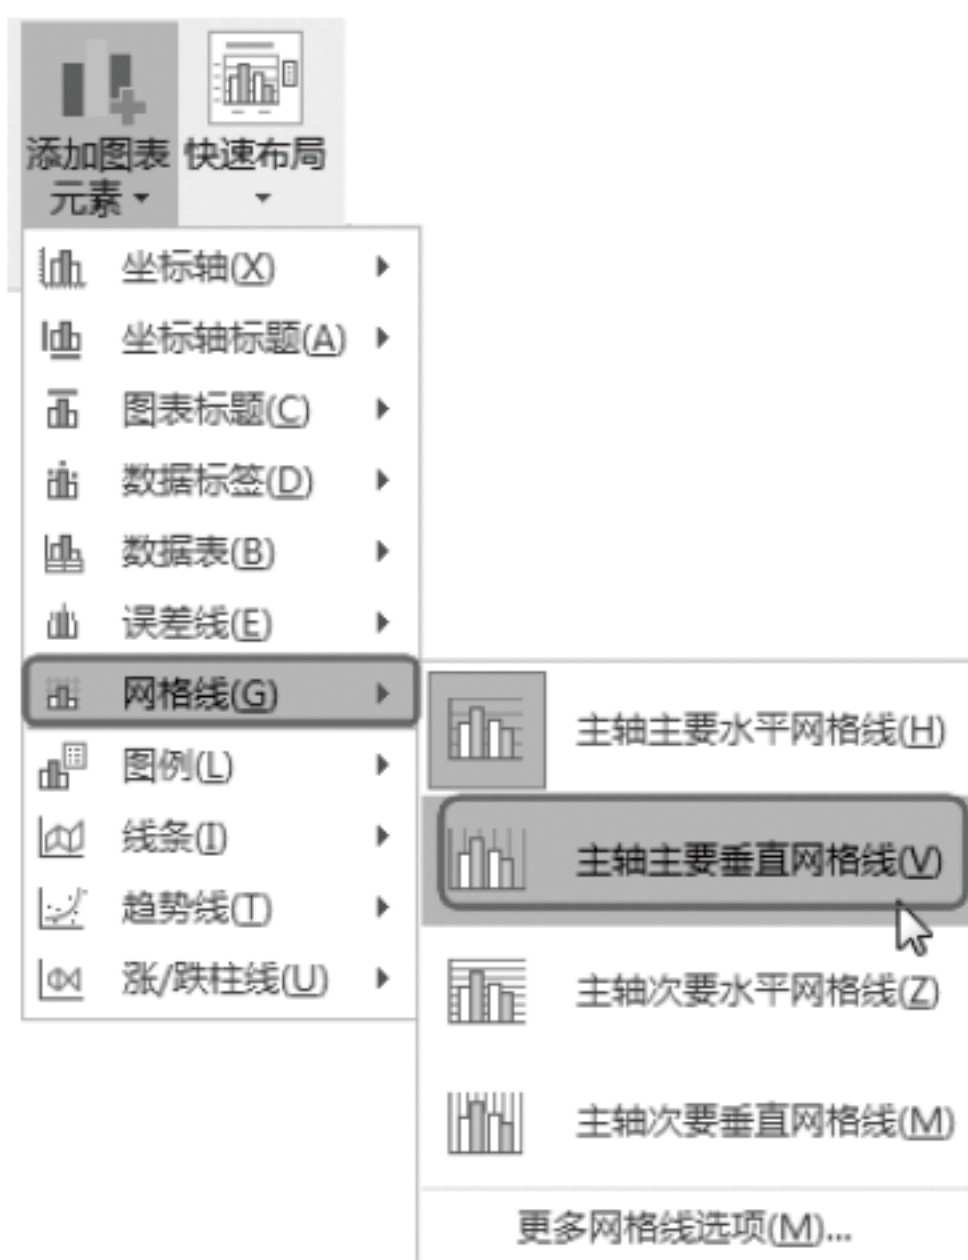 添加图表 快速布局
元素
坐标轴(X)
坐标轴标题(A)
图表标题(C)
数据标签(D)
数据表(B)
误差线(E)
网格线(G)
图例(L)
线条(I)
趋势线(T)
涨/跌柱线(U)
主轴主要水平网格线(H)
主轴主要垂直网格线(V)
主轴次要水平网格线(Z)
主轴次要垂直网格线(M)
更多网格线选项(M)...